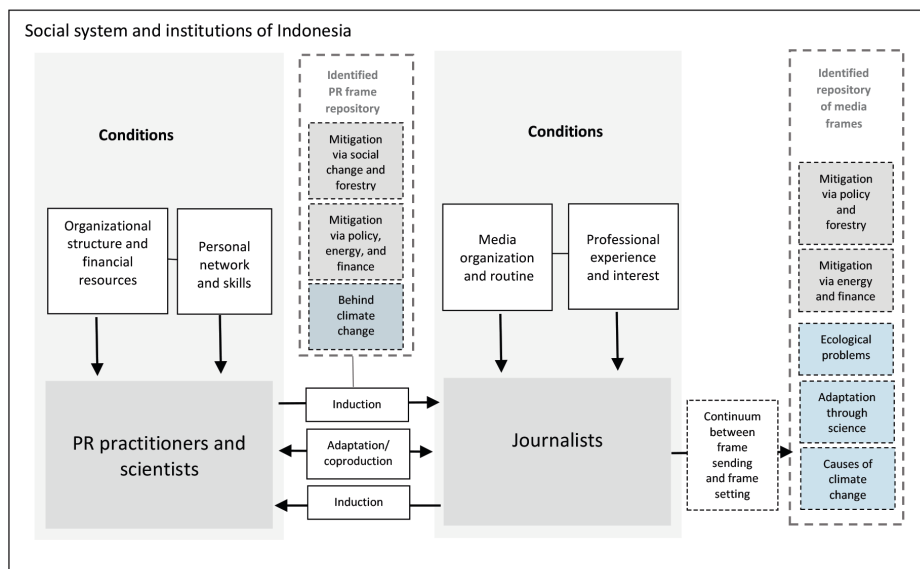 Social system and institutions of Indonesia
Conditions
Organizational
structure and
financial
resources
Personal
network
and skills
PR practitioners and
scientists
Identified
PR frame
repository
Mitigation
via social
change and
forestry
Mitigation
via policy,
energy, and
finance
Behind
climate
change
Induction
Adaptation/
coproduction
Induction
Conditions
Media
organization
and routine
Professional
experience
and interest
Journalists
Continuum
between
frame
sending
and frame
setting
Identified
repository
of media
frames
Mitigation
via policy
and
forestry
Mitigation
via energy
and finance
Ecological
problems
Adaptation
through
science
Causes of
climate
change